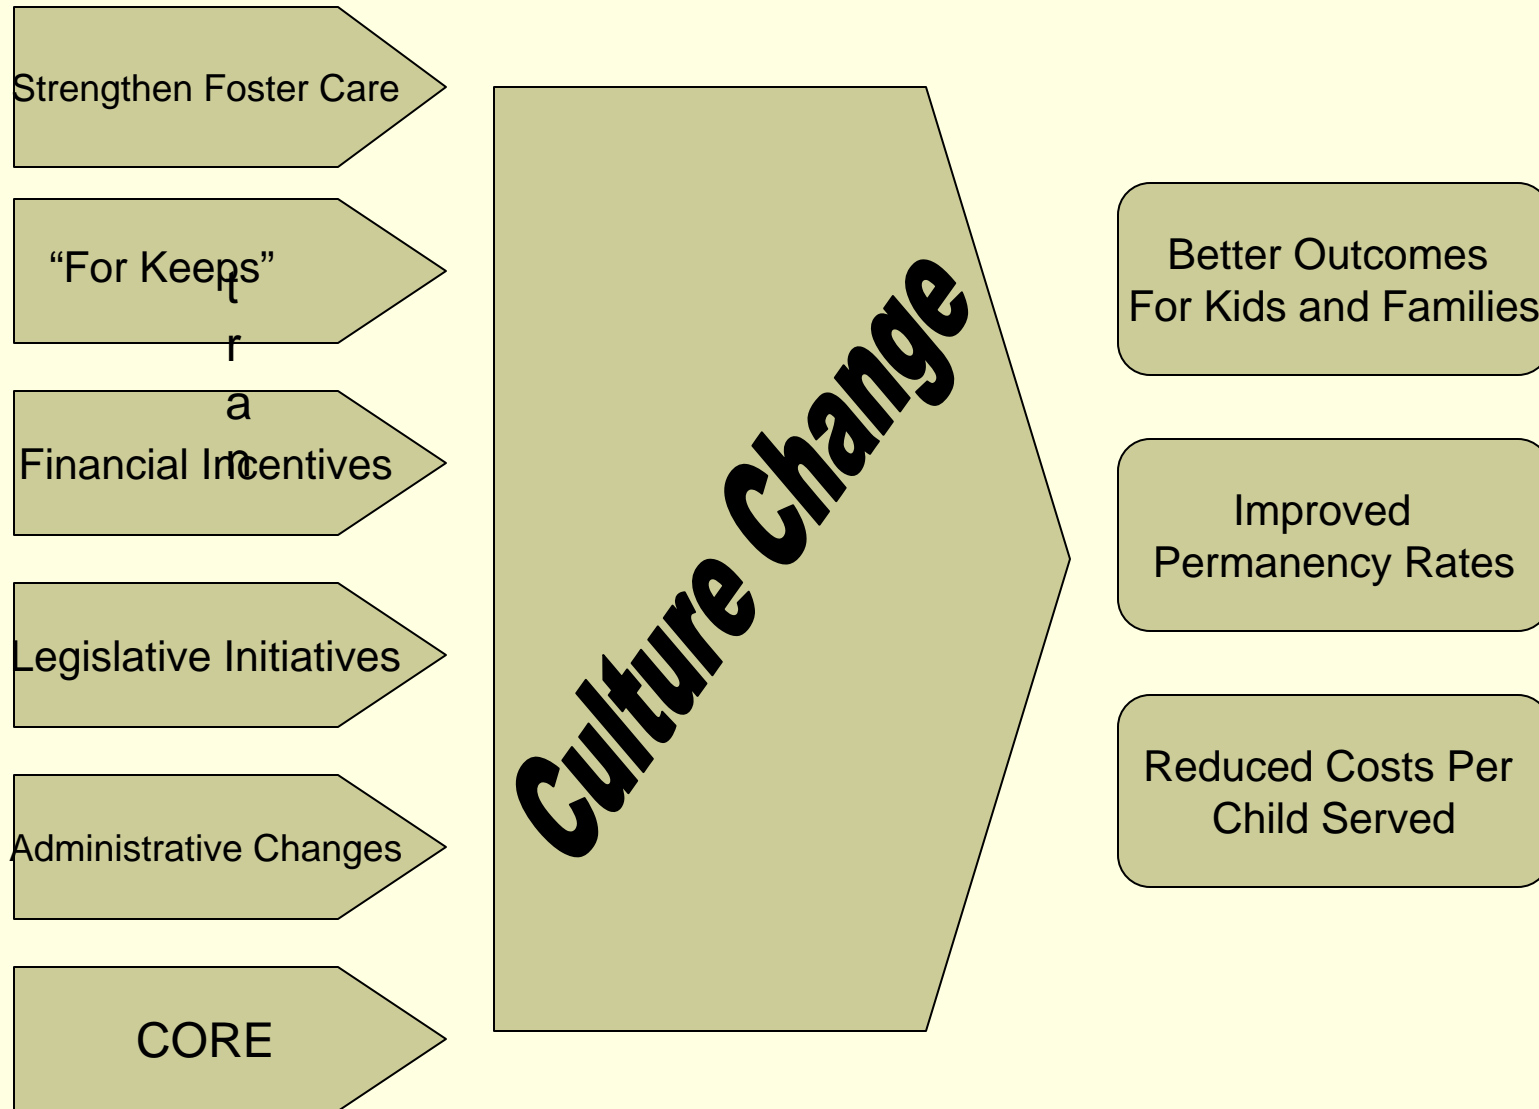 Strengthen Foster Care
“For Keeps”
t
r
a
n
Financial Incentives
Legislative Initiatives
Administrative Changes
CORE
Culture Change
Better Outcomes
For Kids and Families
Improved
Permanency Rates
Reduced Costs Per
Child Served